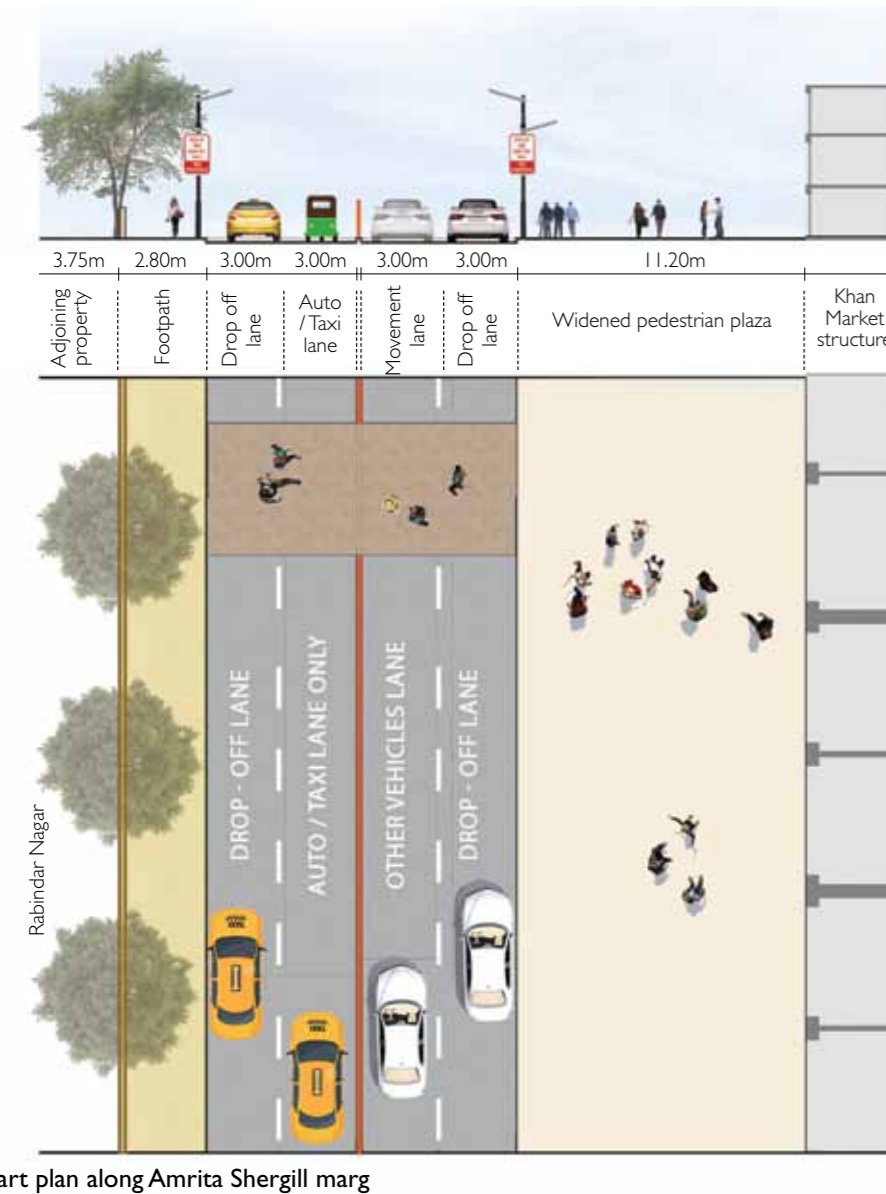 3.75m 2.80m 3.00m 3.00m 3.00m 3.00m 11.20m
Adjoining
property
Footpath
Drop off
lane
Auto
/ Taxi
lane
Movement
lane
Drop off
lane
Widened pedestrian plaza
Khan
Market
structure
DROP - OFF LANE
AUTO / TAXI LANE ONLY
OTHER VEHICLES LANE
DROP - OFF LANE
Rabindar Nagar
TAXI
TAXI
art plan along Amrita Shergill marg